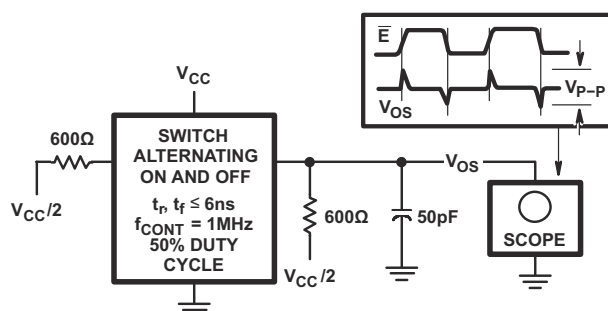 E
V_OS
V_P–P
V_CC
600Ω
V_CC/2
SWITCH
ALTERNATING
ON AND OFF
t_r, t_f ≤ 6ns
f_CONT = 1MHz
50% DUTY
CYCLE
600Ω
V_CC/2
50pF
V_OS
SCOPE